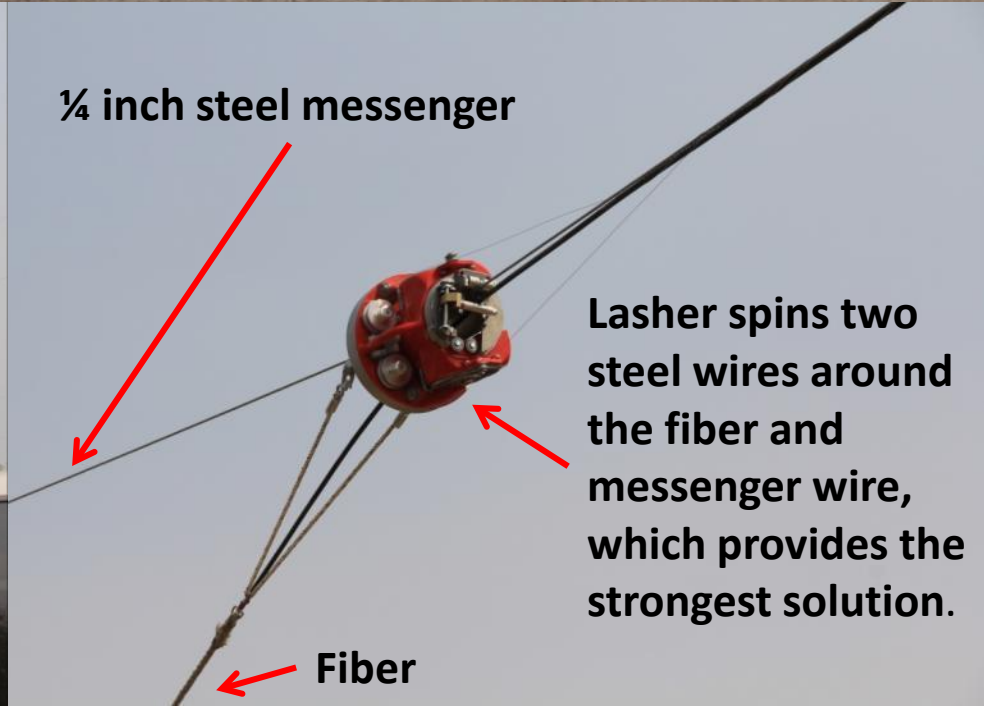 ¼ inch steel messenger
Lasher spins two
steel wires around
the fiber and
messenger wire,
which provides the
strongest solution.
Fiber